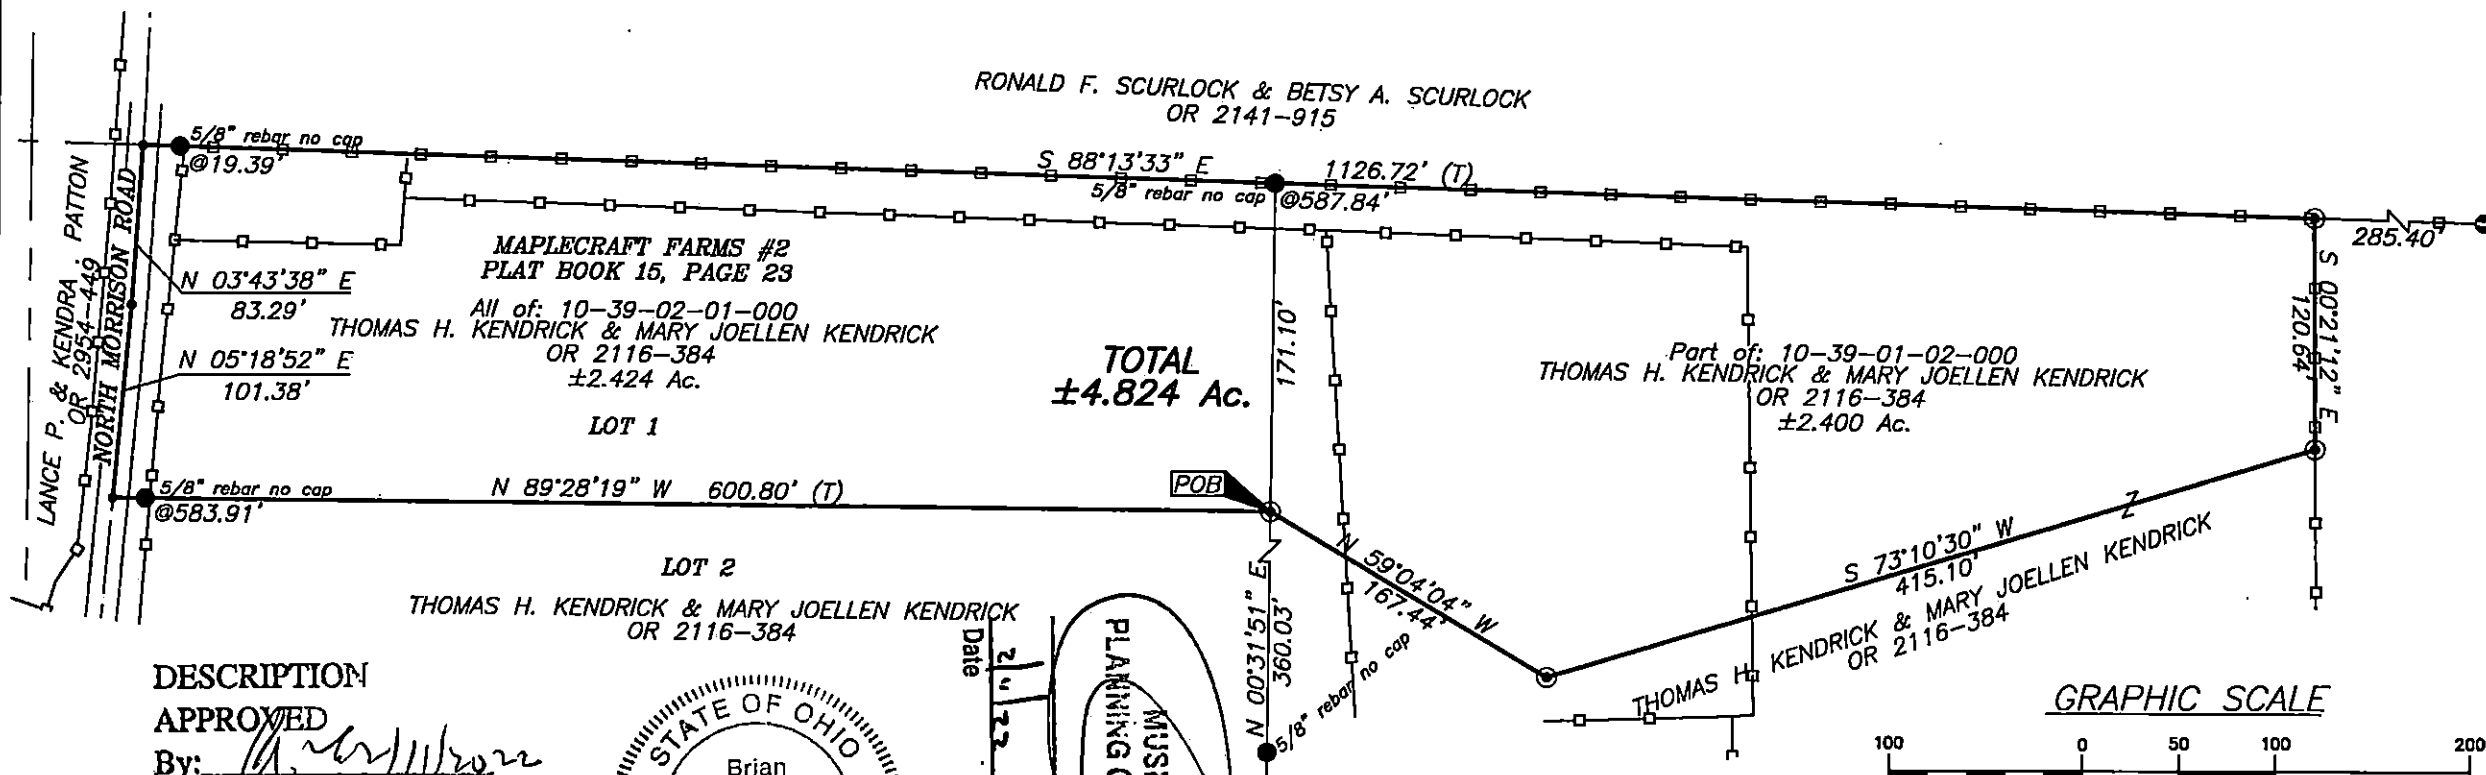 RONALD F. SCURLOCK & BETSY A. SCURLOCK
OR 2141-915
5/8" rebar no cap
@19.39'
S 88°13'33" E 1126.72' (T)
5/8" rebar no cap @587.84'
285.40'
LANCE P. & KENDRA . PATTON
OR 2954-449
NORTH MORRISON ROAD
N 03°43'38" E
83.29'
N 05°18'52" E
101.38'
MAPLECRAFT FARMS #2
PLAT BOOK 15, PAGE 23
All of: 10-39-02-01-000
THOMAS H. KENDRICK & MARY JOELLEN KENDRICK
OR 2116-384
±2.424 Ac.
LOT 1
TOTAL
±4.824 Ac.
171.10'
Part of: 10-39-01-02-000
THOMAS H. KENDRICK & MARY JOELLEN KENDRICK
OR 2116-384
±2.400 Ac.
S 00°21'12" E
120.64'
5/8" rebar no cap
@583.91'
N 89°28'19" W 600.80' (T)
POB
LOT 2
THOMAS H. KENDRICK & MARY JOELLEN KENDRICK
OR 2116-384
N 59°04'04" W
167.44'
S 73°10'30" W
415.10'
THOMAS H. KENDRICK & MARY JOELLEN KENDRICK
OR 2116-384
N 00°31'51" E
360.03'
5/8" rebar no cap
DESCRIPTION
APPROVED
By:
STATE OF OHIO
Brian
Date
PLANNING
GRAPHIC SCALE
100 0 50 100 200